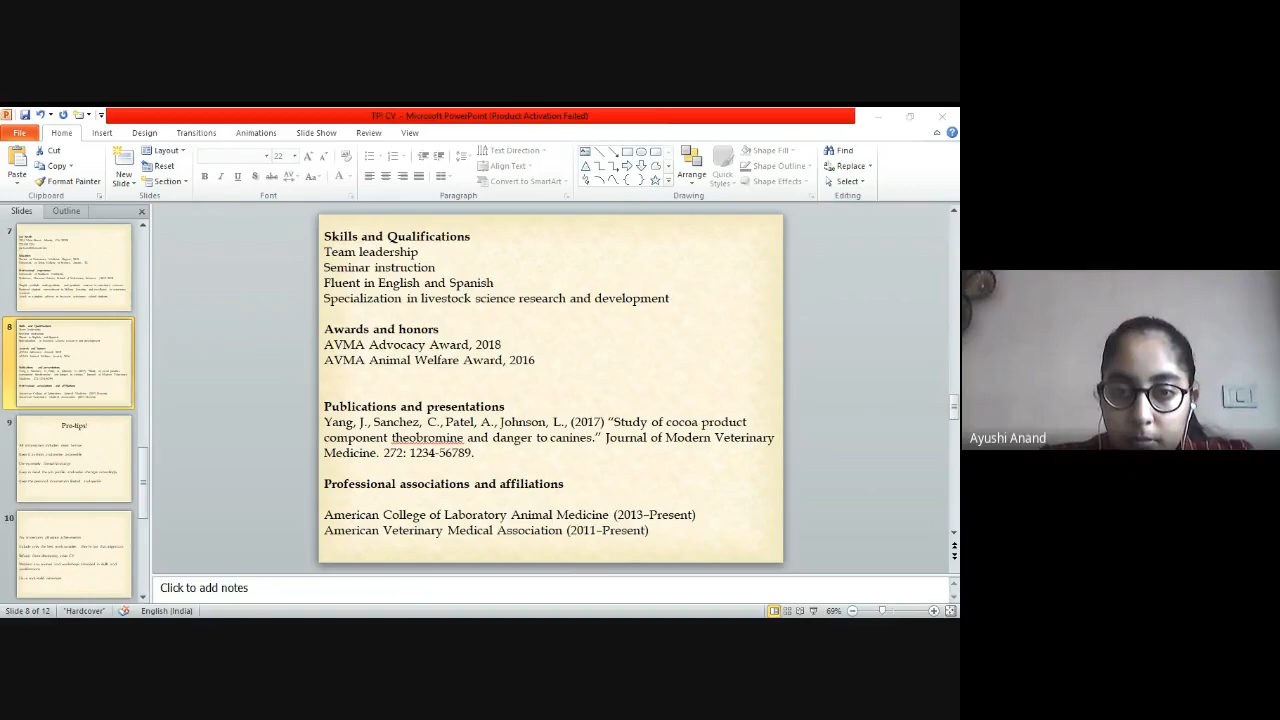 FPI CV - Microsoft PowerPoint (Product Activation Failed)
File Home Insert Design Transitions Animations Slide Show Review View
Paste
Cut
Copy
Format Painter
Clipboard
New
Slide
Layout
Reset
Section
Slides
22
Font
Text Direction
Align Text
Convert to SmartArt
Paragraph
Arrange
Quick
Styles
Shape Fill
Shape Outline
Shape Effects
Drawing
Find
Replace
Select
Editing
Slides Outline
7
8
9
Pro-tips!
10
Skills and Qualifications
Team leadership
Seminar instruction
Fluent in English and Spanish
Specialization in livestock science research and development
Awards and honors
AVMA Advocacy Award, 2018
AVMA Animal Welfare Award, 2016
Publications and presentations
Yang, J., Sanchez, C., Patel, A., Johnson, L., (2017) “Study of cocoa product
component theobromine and danger to canines.” Journal of Modern Veterinary
Medicine. 272: 1234-56789.
Professional associations and affiliations
American College of Laboratory Animal Medicine (2013–Present)
American Veterinary Medical Association (2011–Present)
Click to add notes
Slide 8 of 12 "Hardcover" English (India) 69%
Ayushi Anand